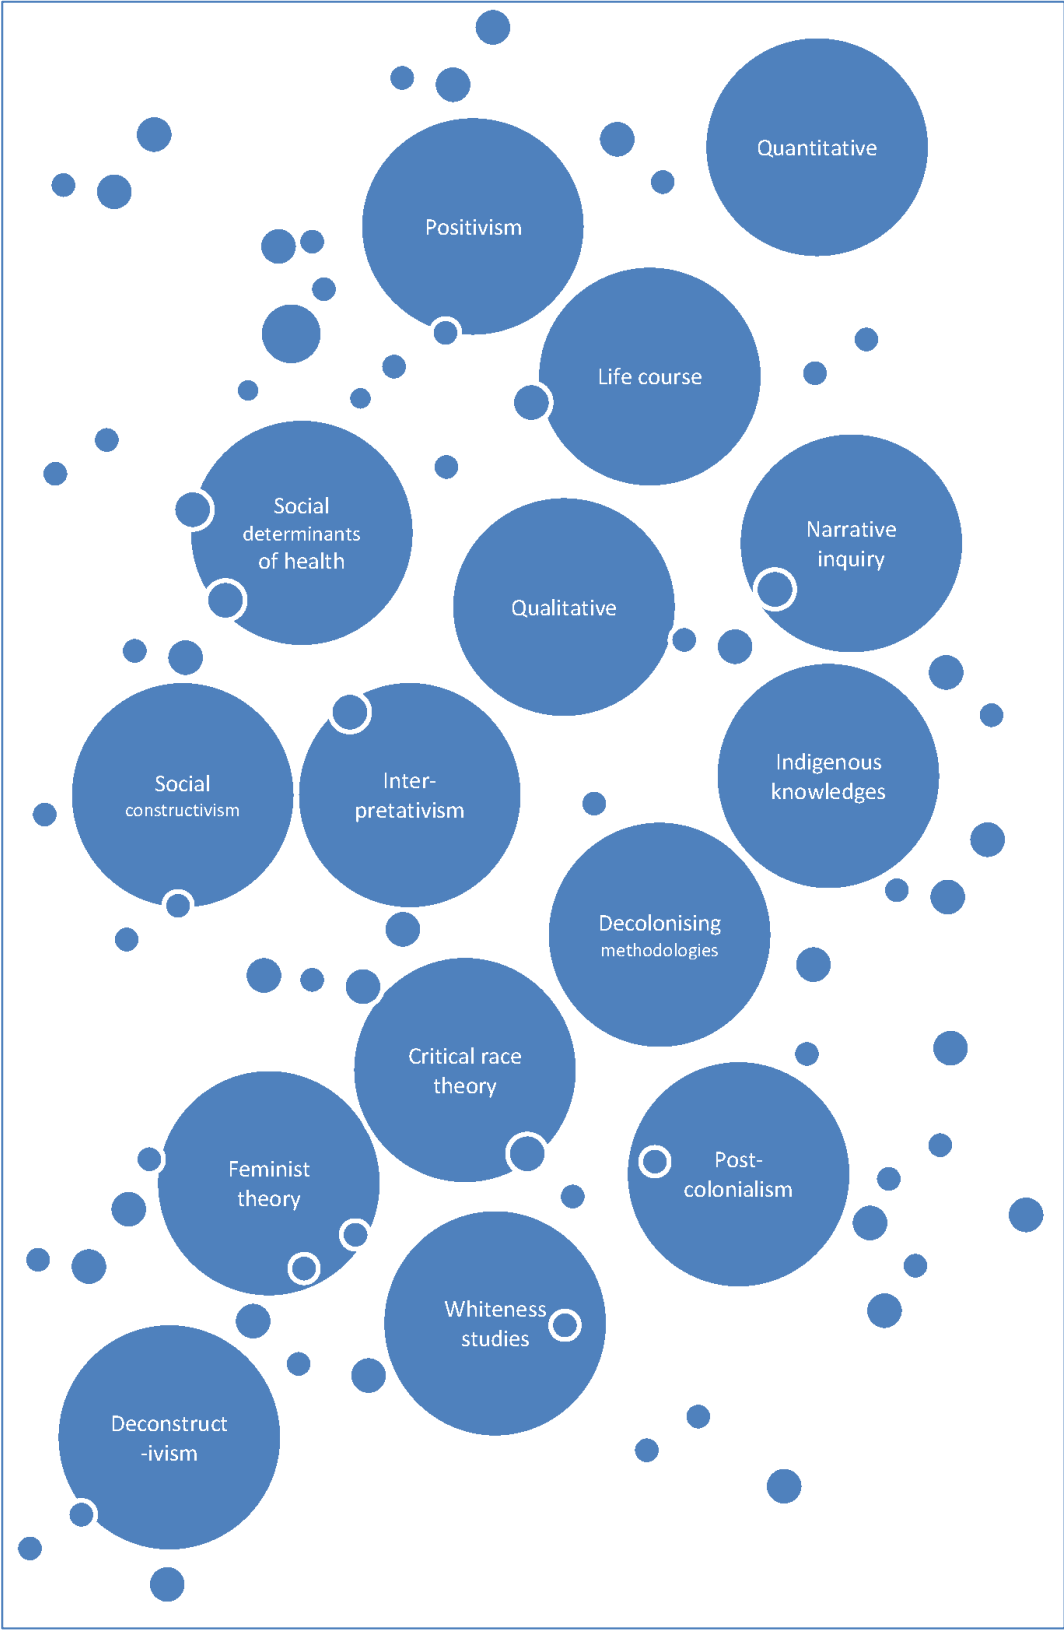 Quantitative
Positivism
Life course
Social
determinants
of health
Narrative
inquiry
Qualitative
Social
constructivism
Inter-
pretativism
Indigenous
knowledges
Decolonising
methodologies
Critical race
theory
Feminist
theory
Post-
colonialism
Whiteness
studies
Deconstruct
-ivism